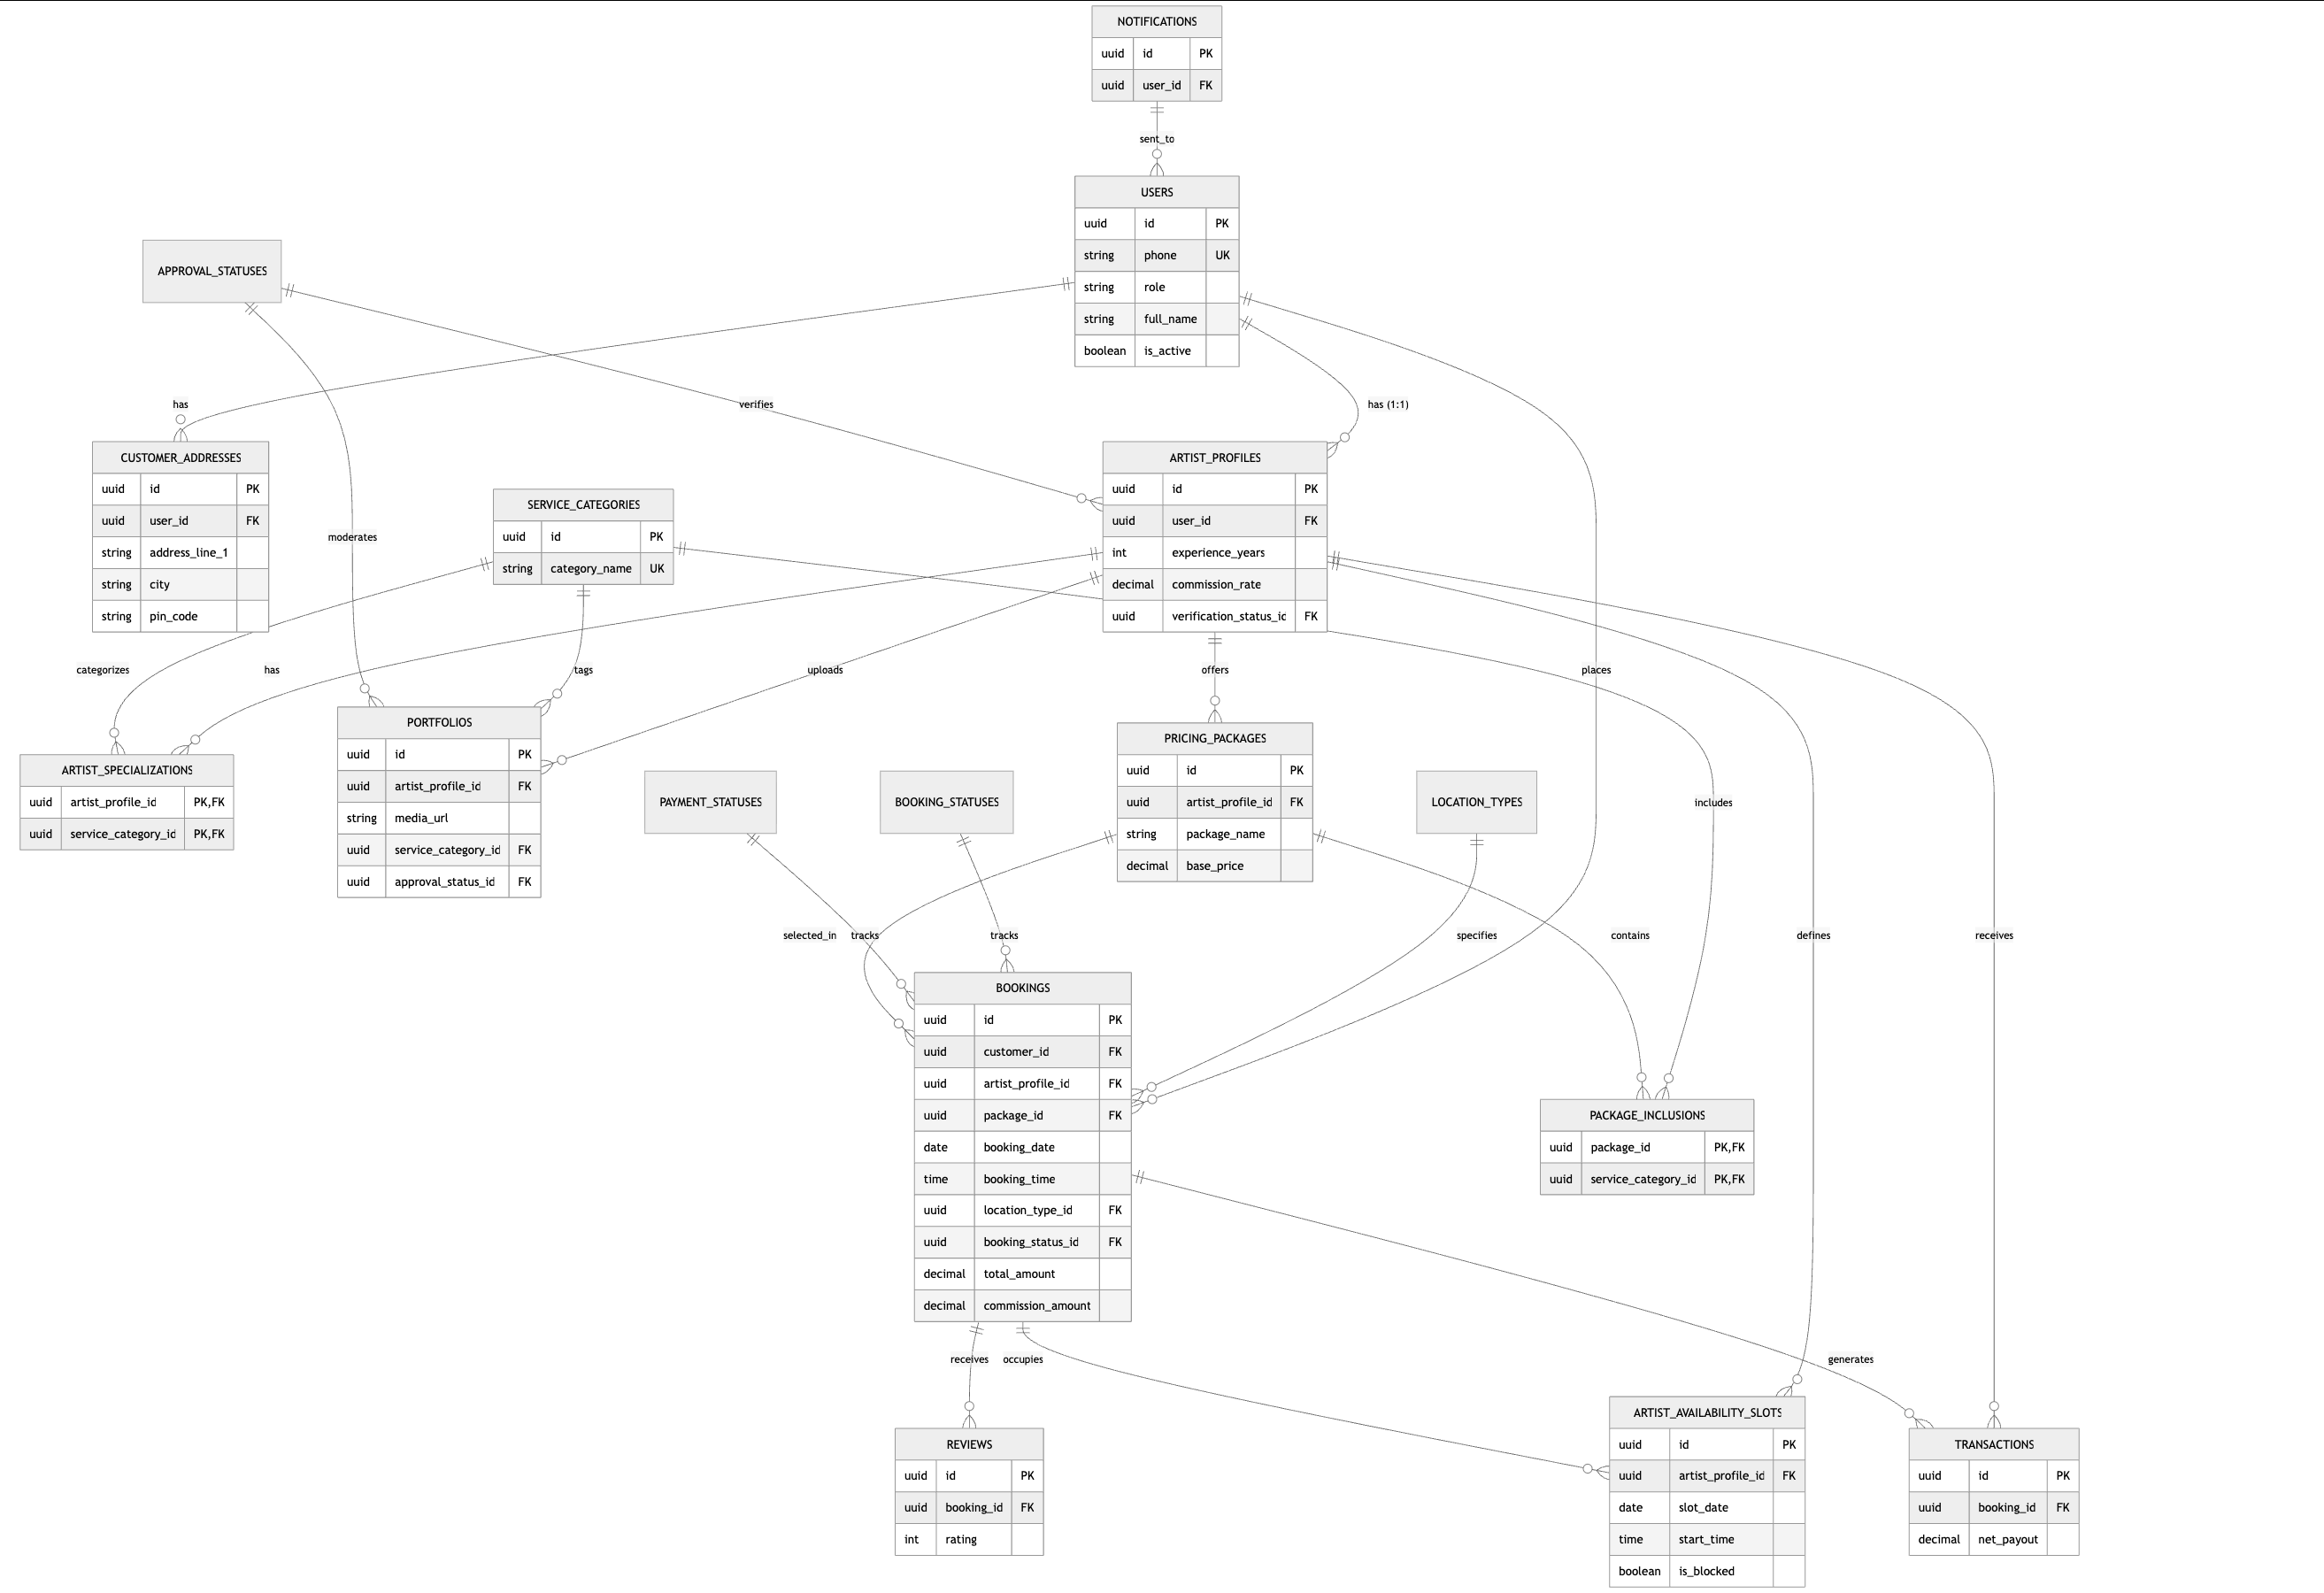 NOTIFICATIONS
uuid id PK
uuid user_id FK
sent_to
USERS
uuid id PK
string phone UK
string role
string full_name
boolean is_active
APPROVAL_STATUSES
has
verifies
has (1:1)
CUSTOMER_ADDRESSES
uuid id PK
uuid user_id FK
string address_line_1
string city
string pin_code
moderates
SERVICE_CATEGORIES
uuid id PK
string category_name UK
ARTIST_PROFILES
uuid id PK
uuid user_id FK
int experience_years
decimal commission_rate
uuid verification_status_id FK
categorizes
has
tags
uploads
offers
places
ARTIST_SPECIALIZATIONS
uuid artist_profile_id PK,FK
uuid service_category_id PK,FK
PORTFOLIOS
uuid id PK
uuid artist_profile_id FK
string media_url
uuid service_category_id FK
uuid approval_status_id FK
PAYMENT_STATUSES
BOOKING_STATUSES
PRICING_PACKAGES
uuid id PK
uuid artist_profile_id FK
string package_name
decimal base_price
LOCATION_TYPES
includes
selected_in
tracks
tracks
specifies
contains
defines
receives
BOOKINGS
uuid id PK
uuid customer_id FK
uuid artist_profile_id FK
uuid package_id FK
date booking_date
time booking_time
uuid location_type_id FK
uuid booking_status_id FK
decimal total_amount
decimal commission_amount
PACKAGE_INCLUSIONS
uuid package_id PK,FK
uuid service_category_id PK,FK
receives
occupies
generates
REVIEWS
uuid id PK
uuid booking_id FK
int rating
ARTIST_AVAILABILITY_SLOTS
uuid id PK
uuid artist_profile_id FK
date slot_date
time start_time
boolean is_blocked
TRANSACTIONS
uuid id PK
uuid booking_id FK
decimal net_payout